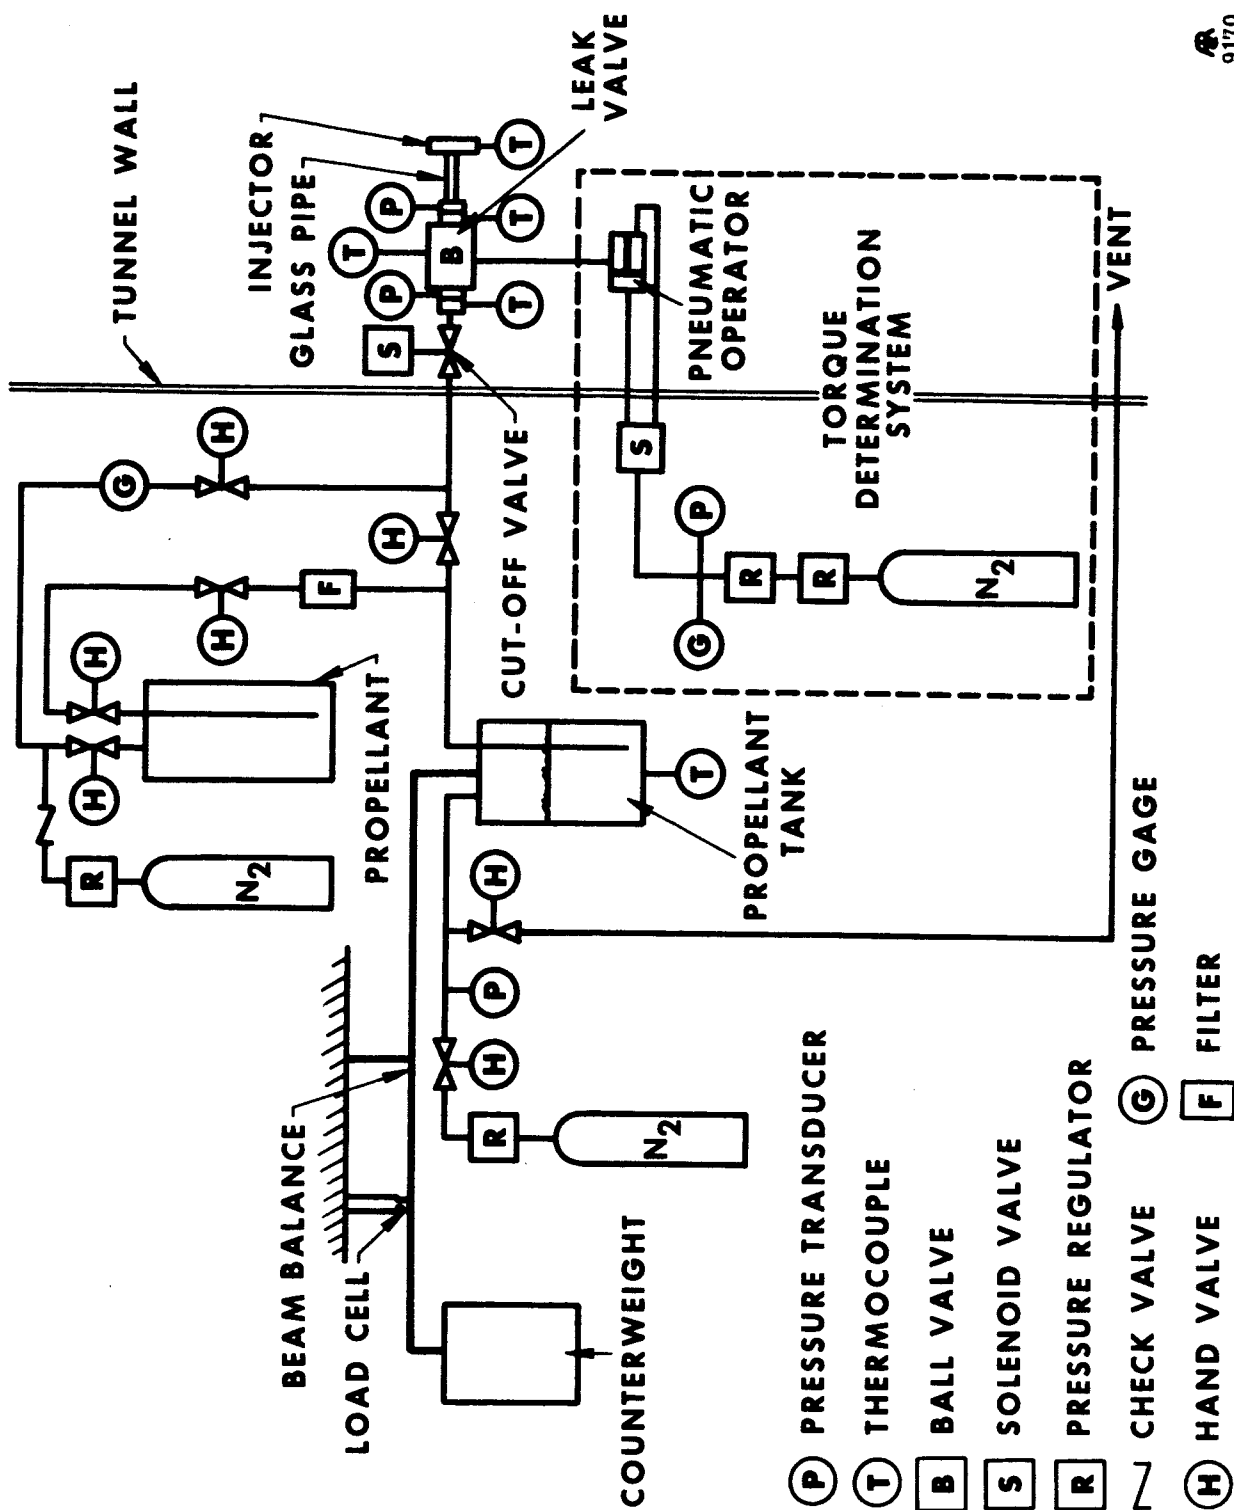 TUNNEL WALL
INJECTOR
GLASS PIPE
LEAK
VALVE
P
T
P
T
B
T
T
S
H
G
H
H
F
H
H
R
N2
PROPELLANT
CUT-OFF VALVE
PNEUMATIC
OPERATOR
TORQUE
DETERMINATION
SYSTEM
S
P
G
R
R
N2
VENT
PROPELLANT
TANK
T
H
P
H
R
N2
BEAM BALANCE
LOAD CELL
COUNTERWEIGHT
P PRESSURE TRANSDUCER
T THERMOCOUPLE
B BALL VALVE
S SOLENOID VALVE
R PRESSURE REGULATOR
CHECK VALVE
H HAND VALVE
G PRESSURE GAGE
F FILTER
9170